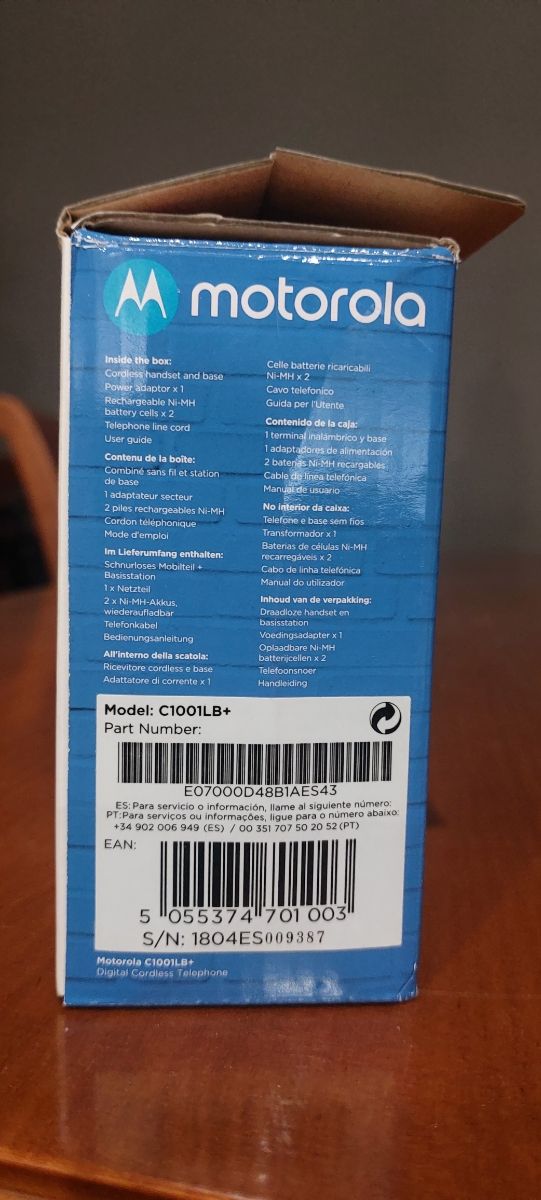 motorola
Inside the box:
Cordless handset and base
Power adaptor x 1
Rechargeable Ni-MH
battery cells x 2
Telephone line cord
User guide
Contenu de la boîte:
Combiné sans fil et station
de base
1 adaptateur secteur
2 piles rechargeables Ni-MH
Cordon téléphonique
Mode d'emploi
Im Lieferumfang enthalten:
Schnurloses Mobilteil +
Basisstation
1 x Netzteil
2 x Ni-MH-Akkus,
wiederaufladbar
Telefonkabel
Bedienungsanleitung
All'interno della scatola:
Ricevitore cordless e base
Adattatore di corrente x 1
Celle batterie ricaricabili
Ni-MH x 2
Cavo telefonico
Guida per l'Utente
Contenido de la caja:
1 terminal inalámbrico y base
1 adaptadores de alimentación
2 baterías Ni-MH recargables
Cable de línea telefónica
Manual de usuario
No interior da caixa:
Telefone e base sem fios
Transformador x 1
Baterias de células Ni-MH
recarregáveis x 2
Cabo de linha telefónica
Manual do utilizador
Inhoud van de verpakking:
Draadloze handset en
basisstation
Voedingsadapter x 1
Oplaadbare Ni-MH
batterijcellen x 2
Telefoonsnoer
Handleiding
Model: C1001LB+
Part Number:
E07000D48B1AES43
ES: Para servicio o información, llame al siguiente número:
PT:Para serviços ou informações, ligue para o número abaixo:
+34 902 006 949 (ES) / 00 351 707 50 20 52 (PT)
EAN:
5 055374 701003
S/N: 1804ES009387
Motorola C1001LB+
Digital Cordless Telephone